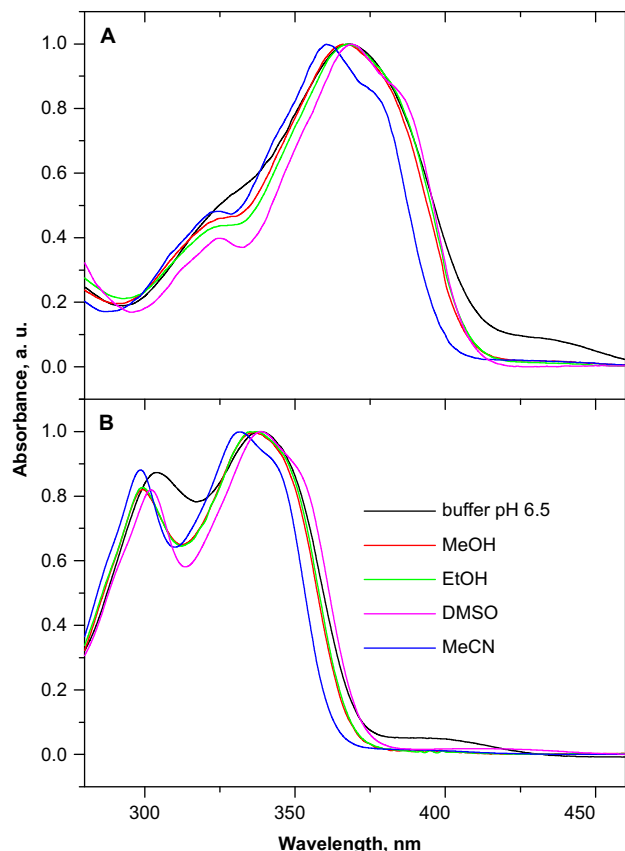 A
1.0
0.8
0.6
0.4
0.2
0.0
Absorbance, a. u.
B
1.0
0.8
0.6
0.4
0.2
0.0
buffer pH 6.5
MeOH
EtOH
DMSO
MeCN
300 350 400 450
Wavelength, nm